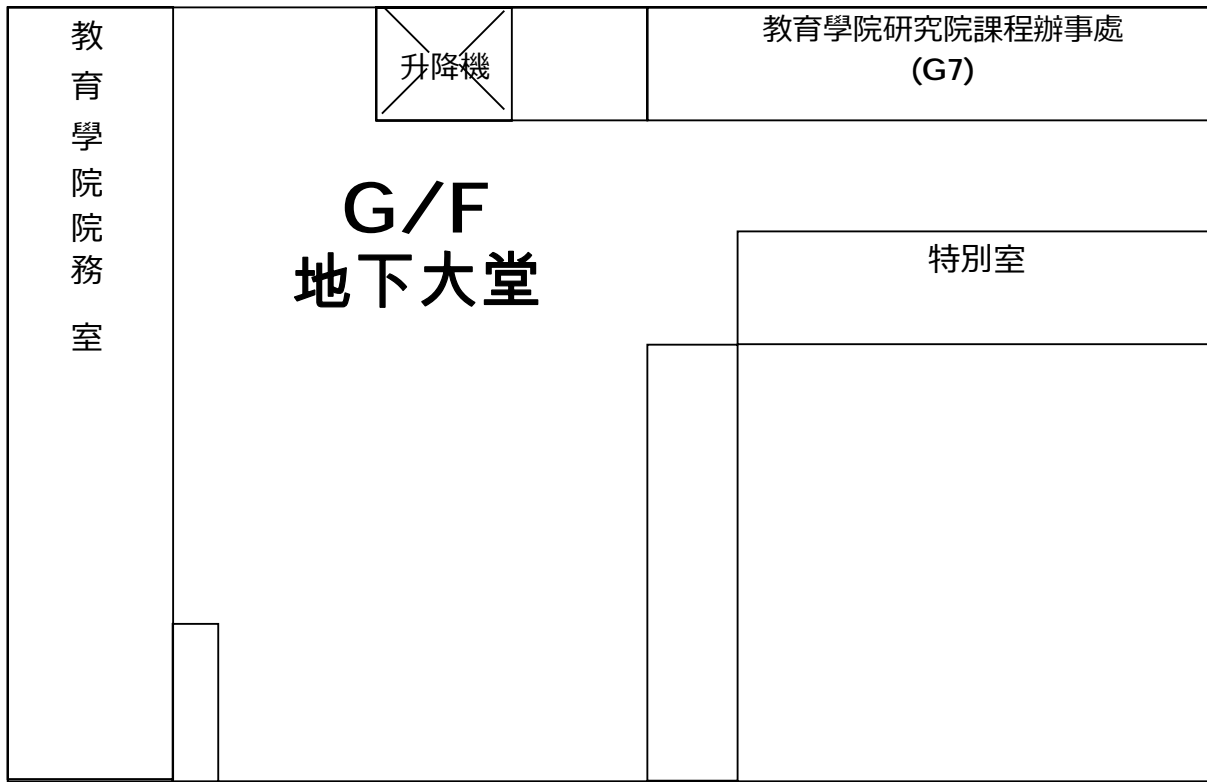 教育學院院務室
升降機
教育學院研究院課程辦事處
(G7)
G/F
地下大堂
特別室